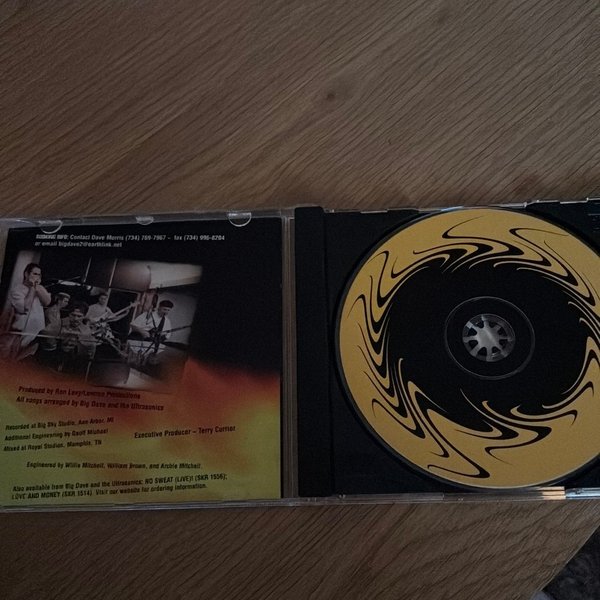 BOOKING INFO: Contact Dave Morris (734) 769-7967 - fax (734) 996-8204
or email bigdave2@earthlink.net
Produced by Ron Levy/Levtron Productions
All songs arranged by Big Dave and the Ultrasonics
Recorded at Big Sky Studio, Ann Arbor, MI
Additional Engineering by Geoff Michael
Mixed at Royal Studios, Memphis, TN
Executive Producer – Terry Currier
Engineered by Willie Mitchell, William Brown, and Archie Mitchell
Also available from Big Dave and the Ultrasonics: NO SWEAT (LIVE)! (SKR 1556);
LOVE AND MONEY (SKR 1514). Visit our website for ordering information.